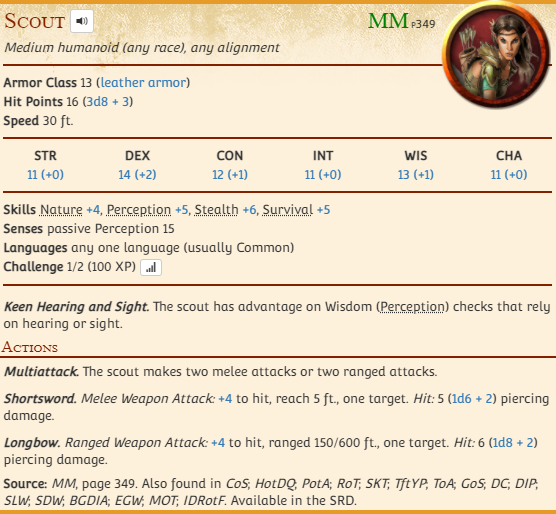 Scout MM p349
Medium humanoid (any race), any alignment
Armor Class 13 (leather armor)
Hit Points 16 (3d8 + 3)
Speed 30 ft.
STR DEX CON INT WIS CHA
11 (+0) 14 (+2) 12 (+1) 11 (+0) 13 (+1) 11 (+0)
Skills Nature +4, Perception +5, Stealth +6, Survival +5
Senses passive Perception 15
Languages any one language (usually Common)
Challenge 1/2 (100 XP)
Keen Hearing and Sight. The scout has advantage on Wisdom (Perception) checks that rely
on hearing or sight.
Actions
Multiattack. The scout makes two melee attacks or two ranged attacks.
Shortsword. Melee Weapon Attack: +4 to hit, reach 5 ft., one target. Hit: 5 (1d6 + 2) piercing
damage.
Longbow. Ranged Weapon Attack: +4 to hit, ranged 150/600 ft., one target. Hit: 6 (1d8 + 2)
piercing damage.
Source: MM, page 349. Also found in CoS; HotDQ; PotA; RoT; SKT; TftYP; ToA; GoS; DC; DIP;
SLW; SDW; BGDIA; EGW; MOT; IDRotF. Available in the SRD.